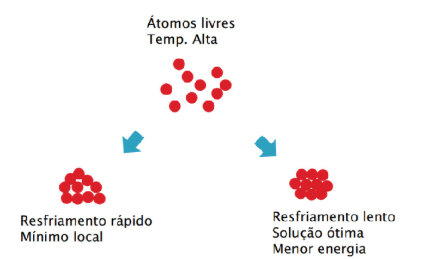 Átomos livres
Temp. Alta
Resfriamento rápido
Mínimo local
Resfriamento lento
Solução ótima
Menor energia